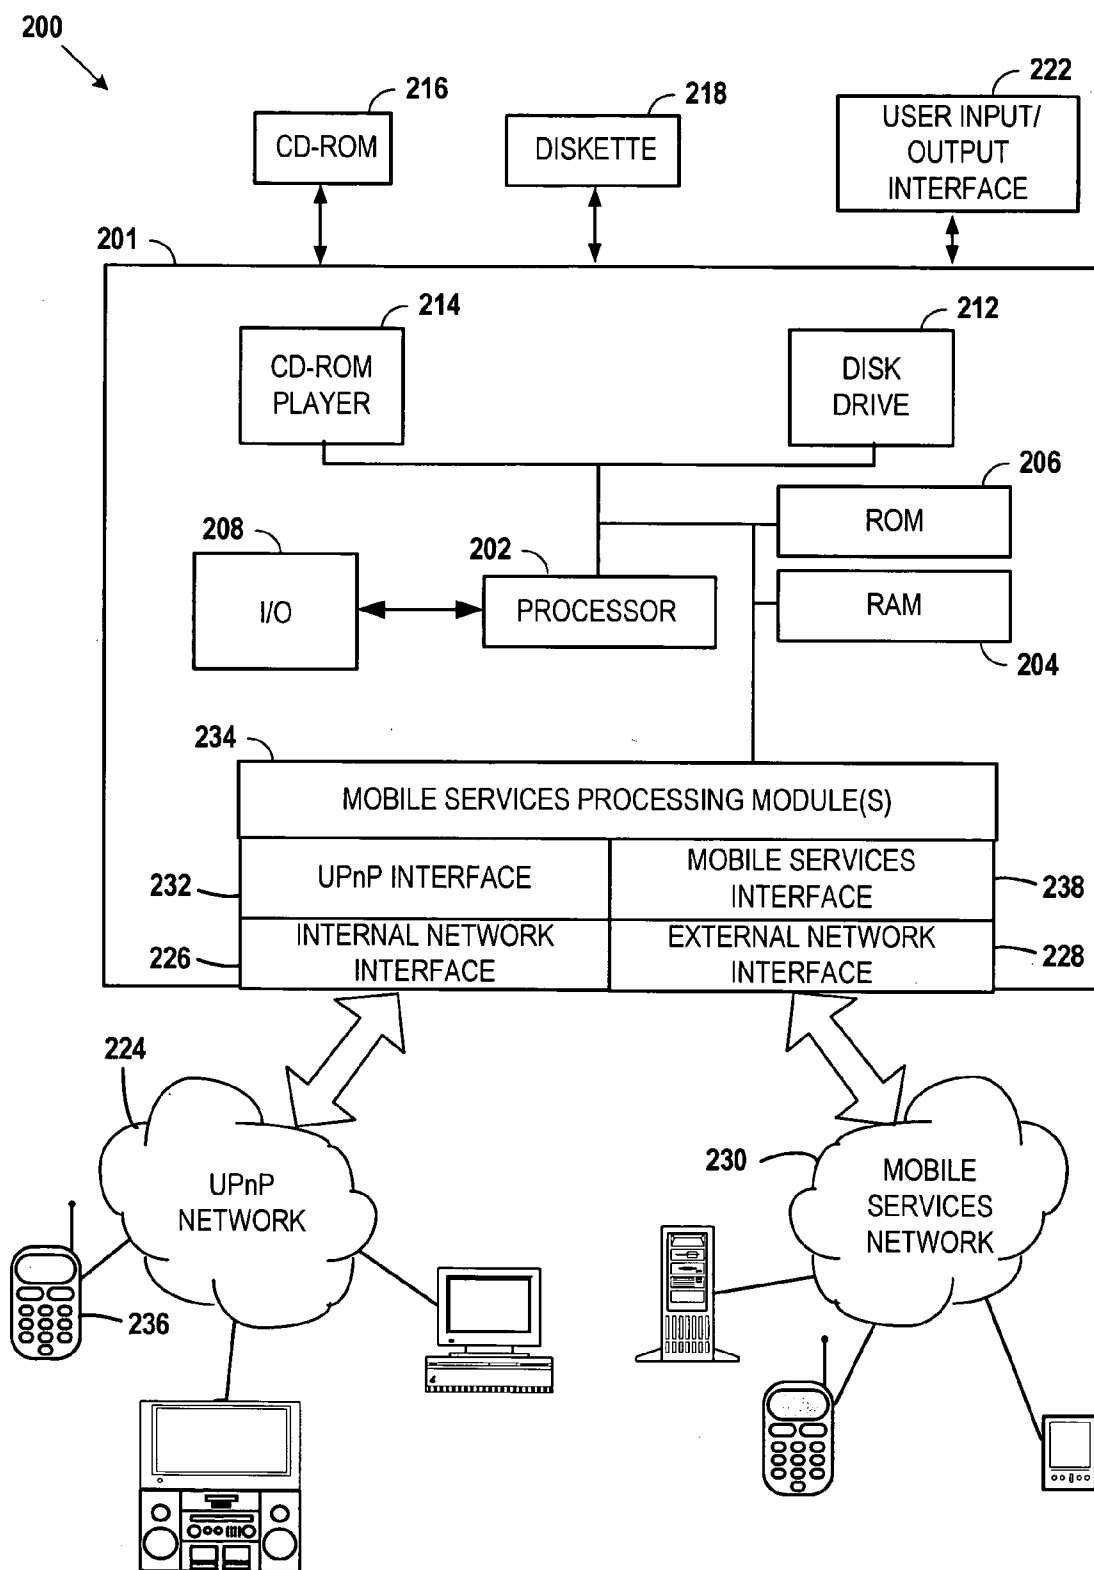 200
216
218
222
CD-ROM
DISKETTE
USER INPUT/
OUTPUT
INTERFACE
201
214
212
CD-ROM
PLAYER
DISK
DRIVE
206
ROM
208
202
I/O
PROCESSOR
RAM
204
234
MOBILE SERVICES PROCESSING MODULE(S)
232
UPnP INTERFACE
MOBILE SERVICES
INTERFACE
238
226
INTERNAL NETWORK
INTERFACE
EXTERNAL NETWORK
INTERFACE
228
224
UPnP
NETWORK
230
MOBILE
SERVICES
NETWORK
236